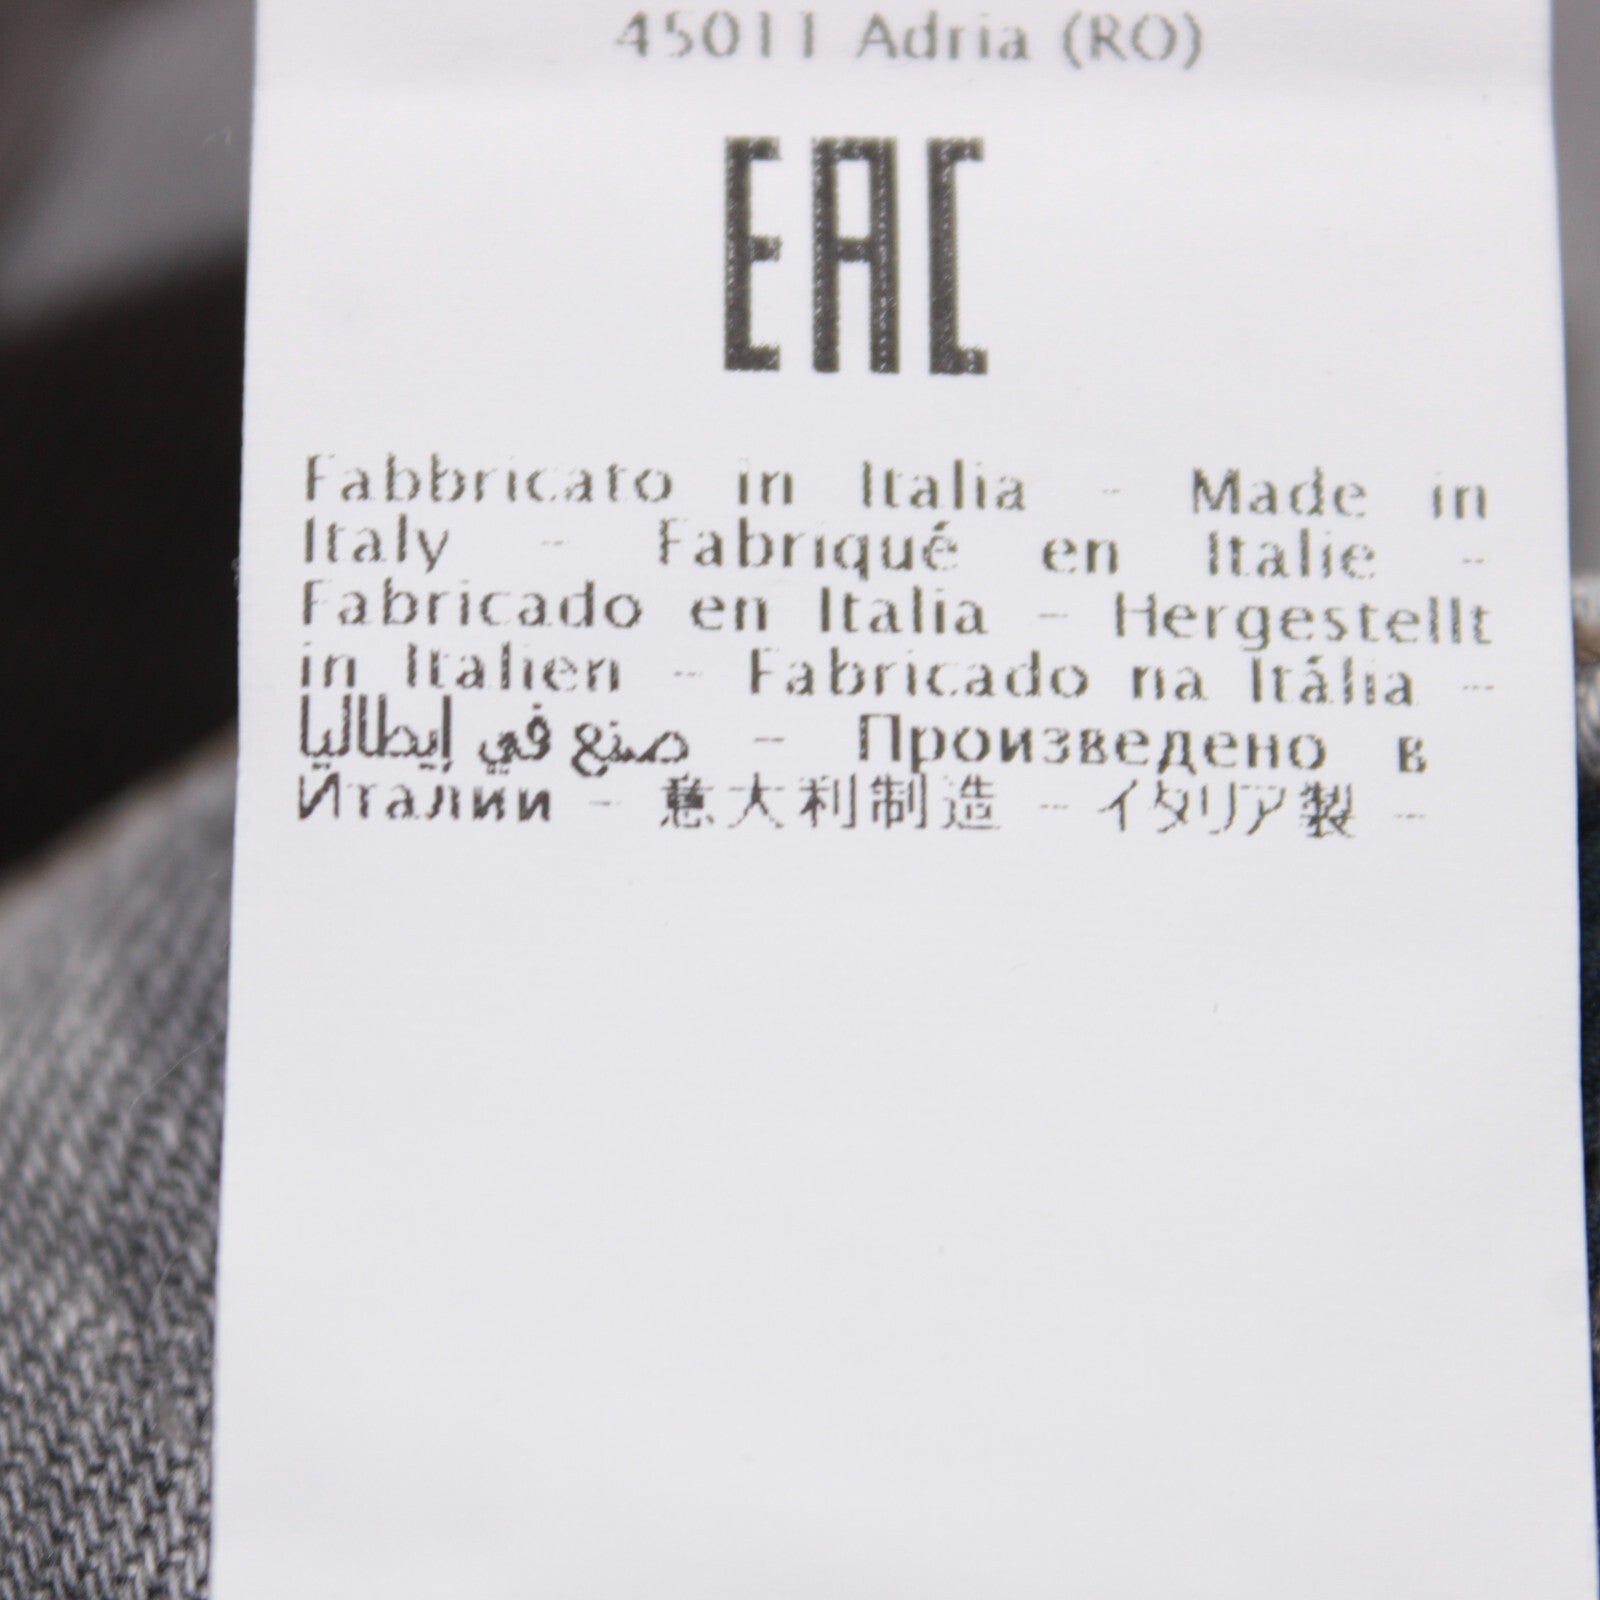 45011 Adria (RO)
EAC
Fabbricato in Italia - Made in
Italy - Fabriqué en Italie -
Fabricado en Italia - Hergestellt
in Italien - Fabricado na Itália -
صنع في إيطاليا - Произведено в
Италии - 意大利制造 - イタリア製 -